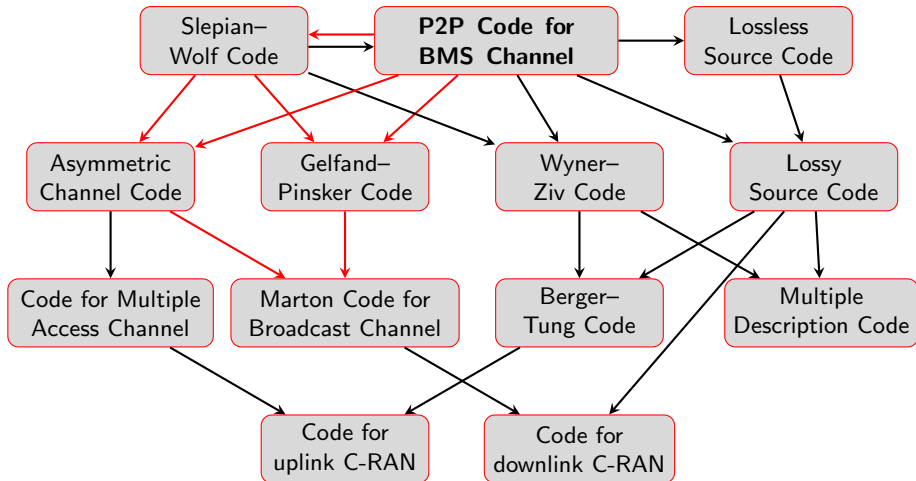 Slepian–
Wolf Code
P2P Code for
BMS Channel
Lossless
Source Code
Asymmetric
Channel Code
Gelfand–
Pinsker Code
Wyner–
Ziv Code
Lossy
Source Code
Code for Multiple
Access Channel
Marton Code for
Broadcast Channel
Berger–
Tung Code
Multiple
Description Code
Code for
uplink C-RAN
Code for
downlink C-RAN